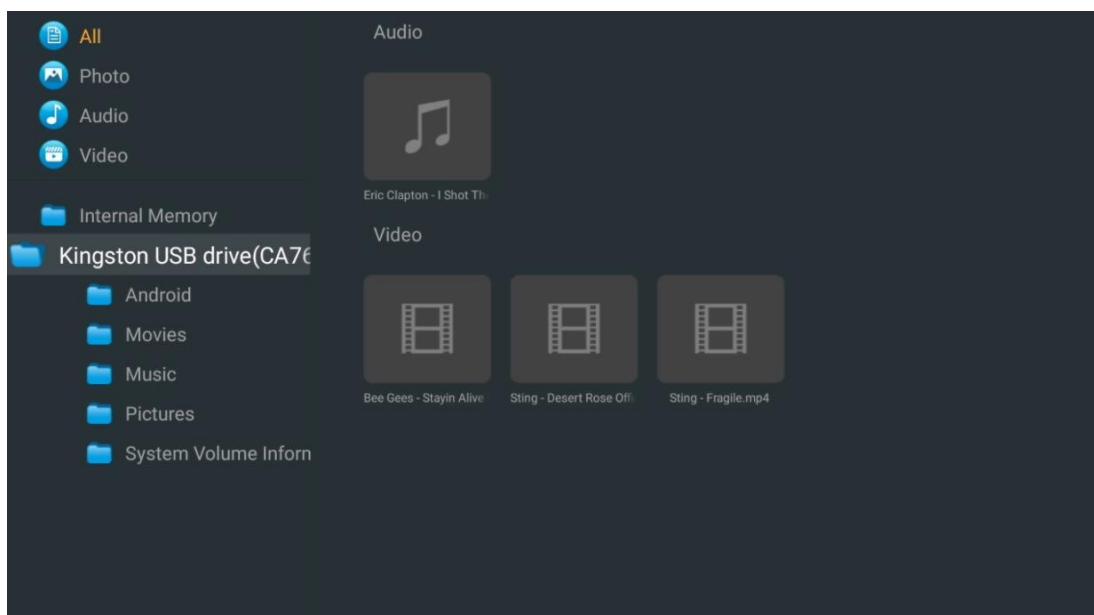 All
Photo
Audio
Video
Internal Memory
Kingston USB drive(CA76
Android
Movies
Music
Pictures
System Volume Inforn
Audio
Eric Clapton - I Shot Th
Video
Bee Gees - Stayin Alive
Sting - Desert Rose Offi
Sting - Fragile.mp4